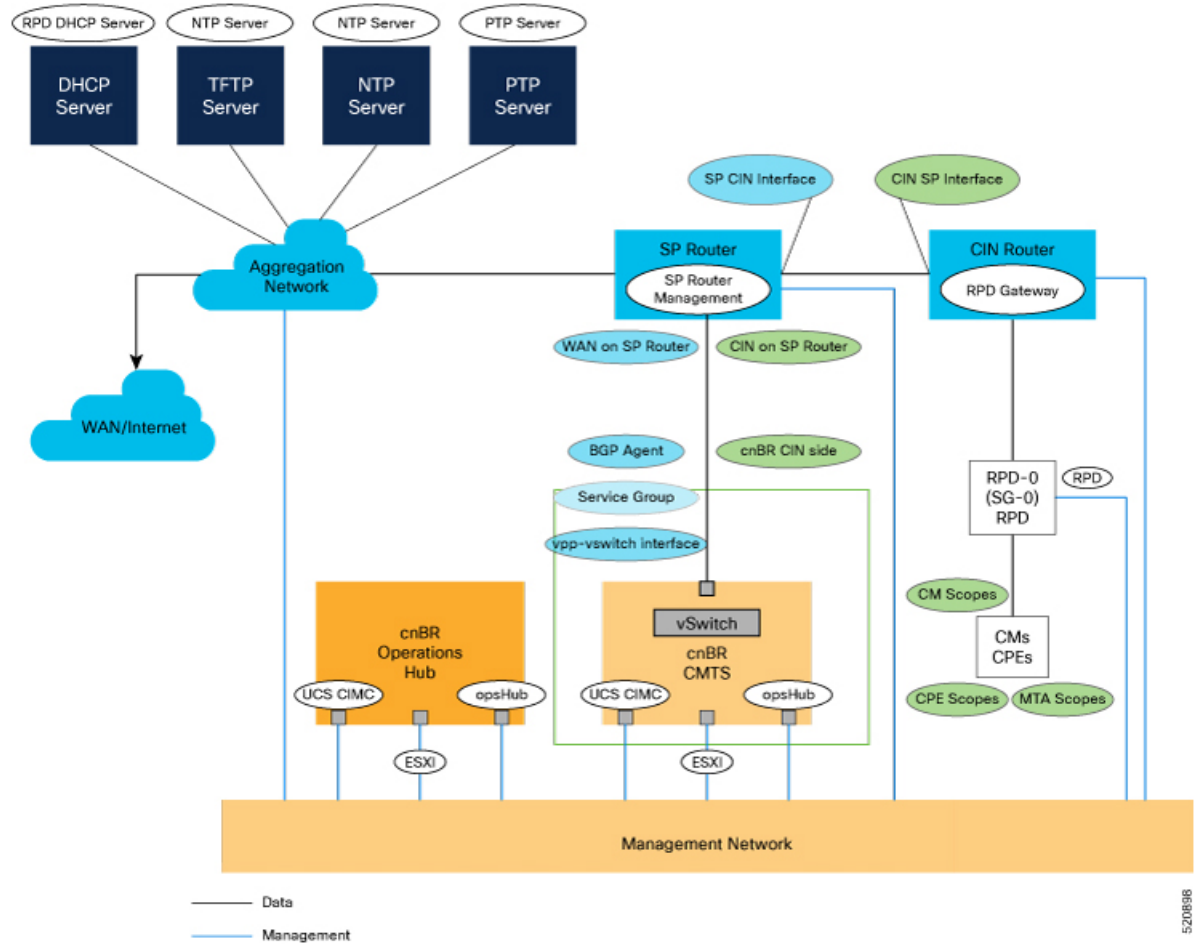 RPD DHCP Server
NTP Server
NTP Server
PTP Server
DHCP
Server
TFTP
Server
NTP
Server
PTP
Server
SP CIN Interface
CIN SP Interface
Aggregation
Network
SP Router
SP Router
Management
CIN Router
RPD Gateway
WAN on SP Router
CIN on SP Router
WAN/Internet
BGP Agent
cnBR CIN side
Service Group
vpp-vswitch interface
RPD-0
(SG-0)
RPD
RPD
CM Scopes
CMs
CPEs
CPE Scopes
MTA Scopes
cnBR
Operations
Hub
UCS CIMC
opsHub
vSwitch
cnBR
CMTS
UCS CIMC
opsHub
ESXI
ESXI
Management Network
Data
Management
520898